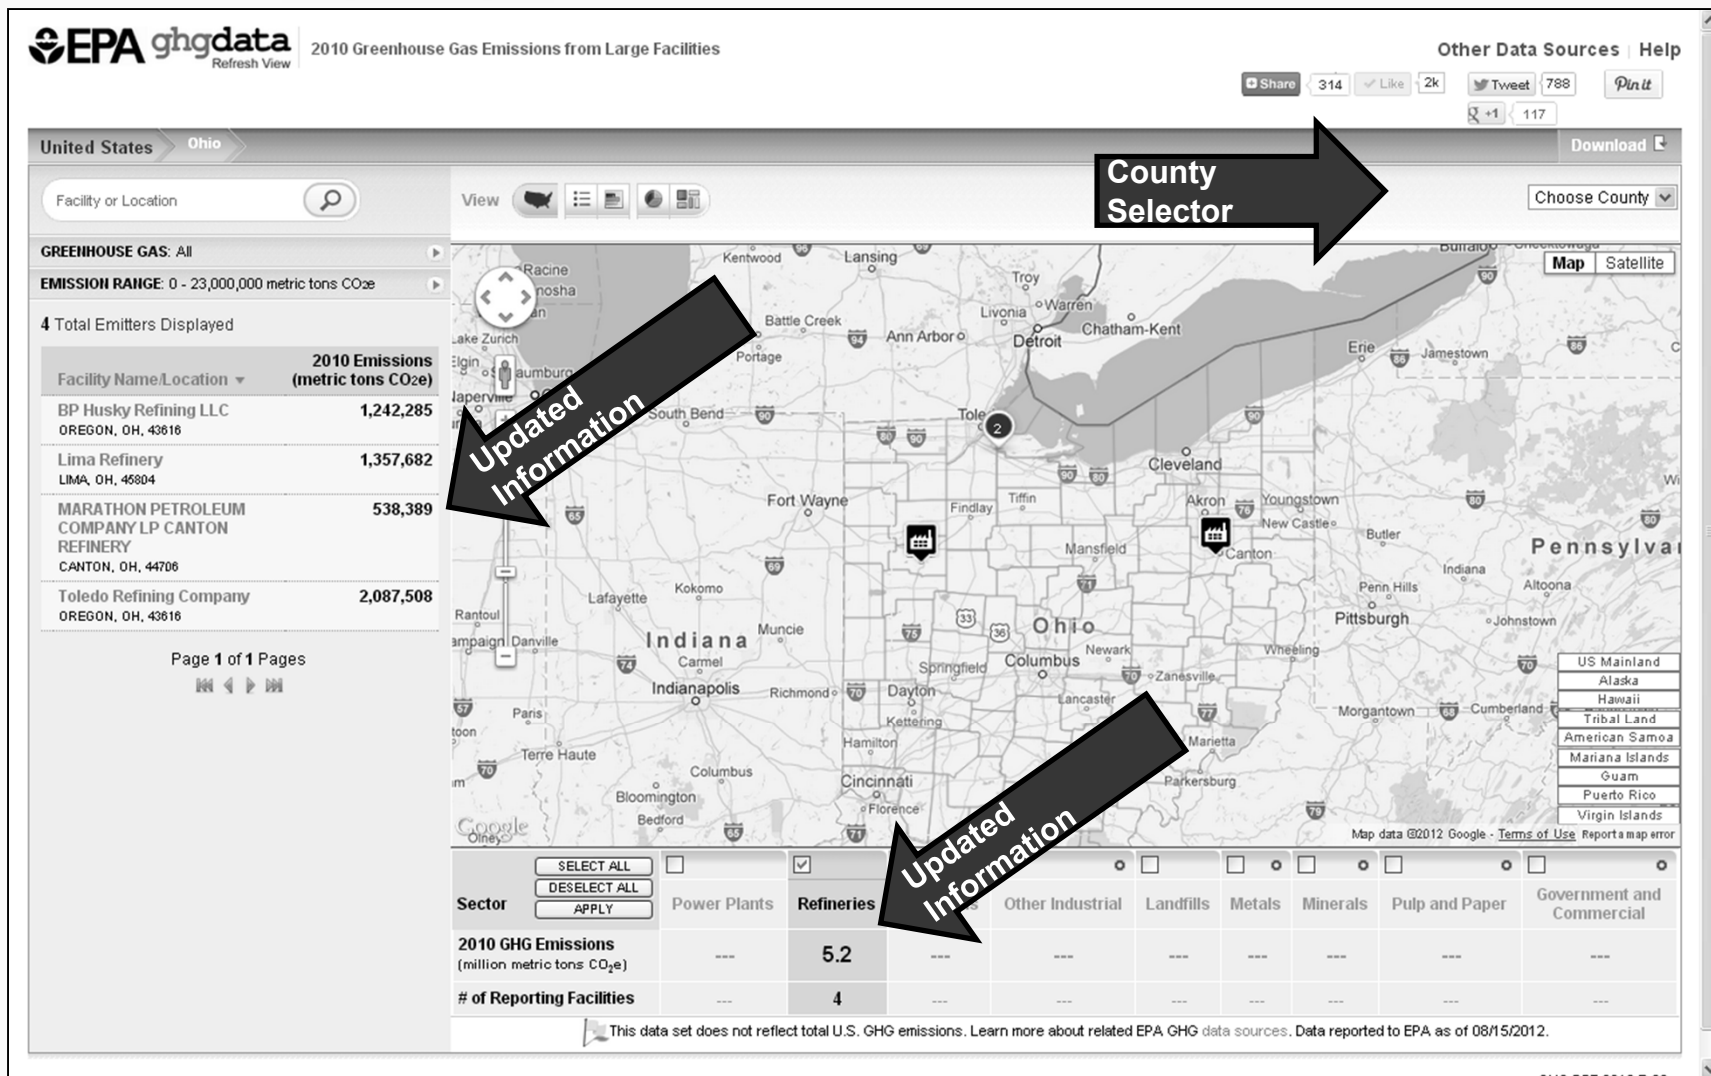 EPA ghgdata
Refresh View
2010 Greenhouse Gas Emissions from Large Facilities
Other Data Sources | Help
Share 314 Like 2k Tweet 788 Pin it
+1 117
United States Ohio
Download
Facility or Location
View
County
Selector
Choose County
GREENHOUSE GAS: All
EMISSION RANGE: 0 - 23,000,000 metric tons CO2e
4 Total Emitters Displayed
Facility Name/Location
2010 Emissions
(metric tons CO2e)
BP Husky Refining LLC 1,242,285
OREGON, OH, 43616
Lima Refinery 1,357,682
LIMA, OH, 45804
MARATHON PETROLEUM 538,389
COMPANY LP CANTON
REFINERY
CANTON, OH, 44706
Toledo Refining Company 2,087,508
OREGON, OH, 43616
Page 1 of 1 Pages
Updated
Information
Map Satellite
Racine
Kentwood
Lansing
Troy
Warren
Livonia
Battle Creek
Ann Arbor
Detroit
Chatham-Kent
Lake Zurich
Portage
Erie
Jamestown
South Bend
2
Cleveland
Fort Wayne
Findlay
Tiffin
Akron
Youngstown
New Castle
Butler
Mansfield
Canton
Indiana
Altoona
Kokomo
Lafayette
Penn Hills
Pittsburgh
Johnstown
Rantoul
Danville
Indiana
Muncie
Ohio
Carmel
Springfield
Columbus
Newark
Wheeling
Zanesville
Indianapolis
Richmond
Dayton
Lancaster
Paris
Kettering
Morgantown
Cumberland
Terre Haute
Hamilton
Marietta
Columbus
Cincinnati
Parkersburg
Bloomington
Florence
Bedford
Google
Olney
US Mainland
Alaska
Hawaii
Tribal Land
American Samoa
Mariana Islands
Guam
Puerto Rico
Virgin Islands
Map data ©2012 Google - Terms of Use Report a map error
Updated
Information
SELECT ALL
DESELECT ALL
APPLY
Sector Power Plants Refineries Other Industrial Landfills Metals Minerals Pulp and Paper Government and Commercial
2010 GHG Emissions
(million metric tons CO2e) --- 5.2 --- --- --- --- --- --- ---
# of Reporting Facilities --- 4 --- --- --- --- --- --- ---
This data set does not reflect total U.S. GHG emissions. Learn more about related EPA GHG data sources. Data reported to EPA as of 08/15/2012.